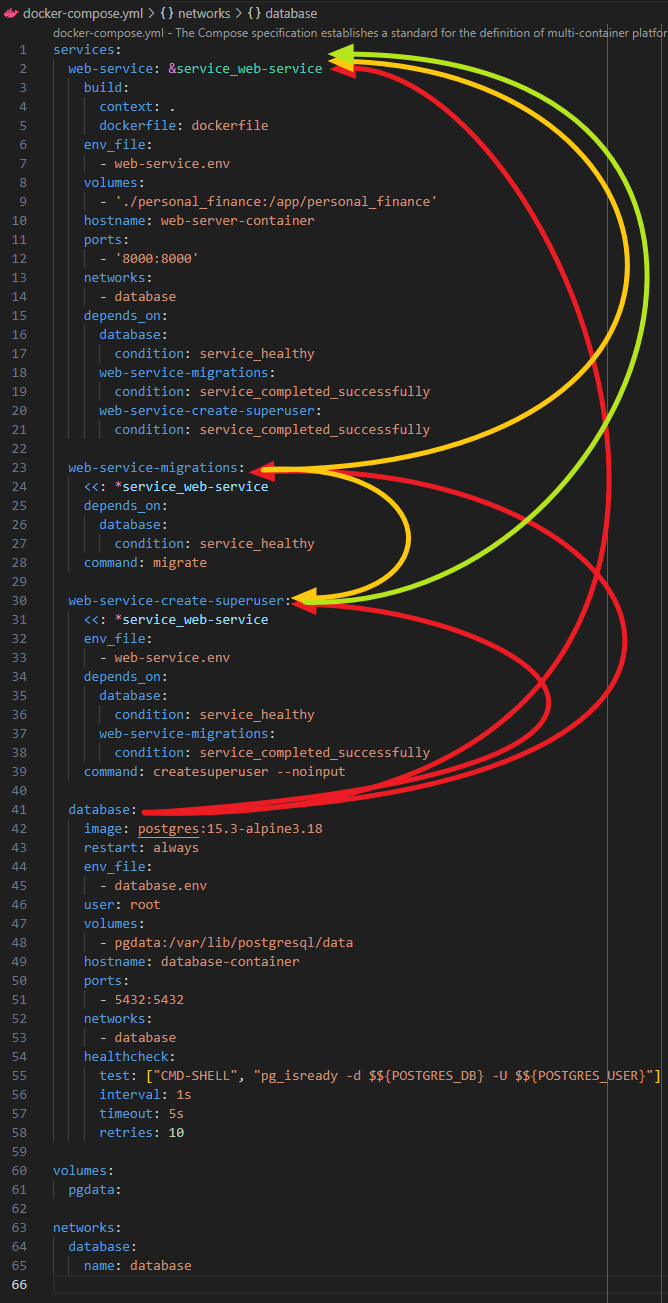 docker-compose.yml > {} networks > {} database
docker-compose.yml - The Compose specification establishes a standard for the definition of multi-container platfor
1 services:
2   web-service: &service_web-service
3     build:
4       context: .
5       dockerfile: dockerfile
6     env_file:
7       - web-service.env
8     volumes:
9       - './personal_finance:/app/personal_finance'
10     hostname: web-server-container
11     ports:
12       - '8000:8000'
13     networks:
14       - database
15     depends_on:
16       database:
17         condition: service_healthy
18       web-service-migrations:
19         condition: service_completed_successfully
20       web-service-create-superuser:
21         condition: service_completed_successfully
22
23   web-service-migrations:
24     <<: *service_web-service
25     depends_on:
26       database:
27         condition: service_healthy
28     command: migrate
29
30   web-service-create-superuser:
31     <<: *service_web-service
32     env_file:
33       - web-service.env
34     depends_on:
35       database:
36         condition: service_healthy
37       web-service-migrations:
38         condition: service_completed_successfully
39     command: createsuperuser --noinput
40
41   database:
42     image: postgres:15.3-alpine3.18
43     restart: always
44     env_file:
45       - database.env
46     user: root
47     volumes:
48       - pgdata:/var/lib/postgresql/data
49     hostname: database-container
50     ports:
51       - 5432:5432
52     networks:
53       - database
54     healthcheck:
55       test: ["CMD-SHELL", "pg_isready -d $${POSTGRES_DB} -U $${POSTGRES_USER}"]
56       interval: 1s
57       timeout: 5s
58       retries: 10
59
60 volumes:
61   pgdata:
62
63 networks:
64   database:
65     name: database
66